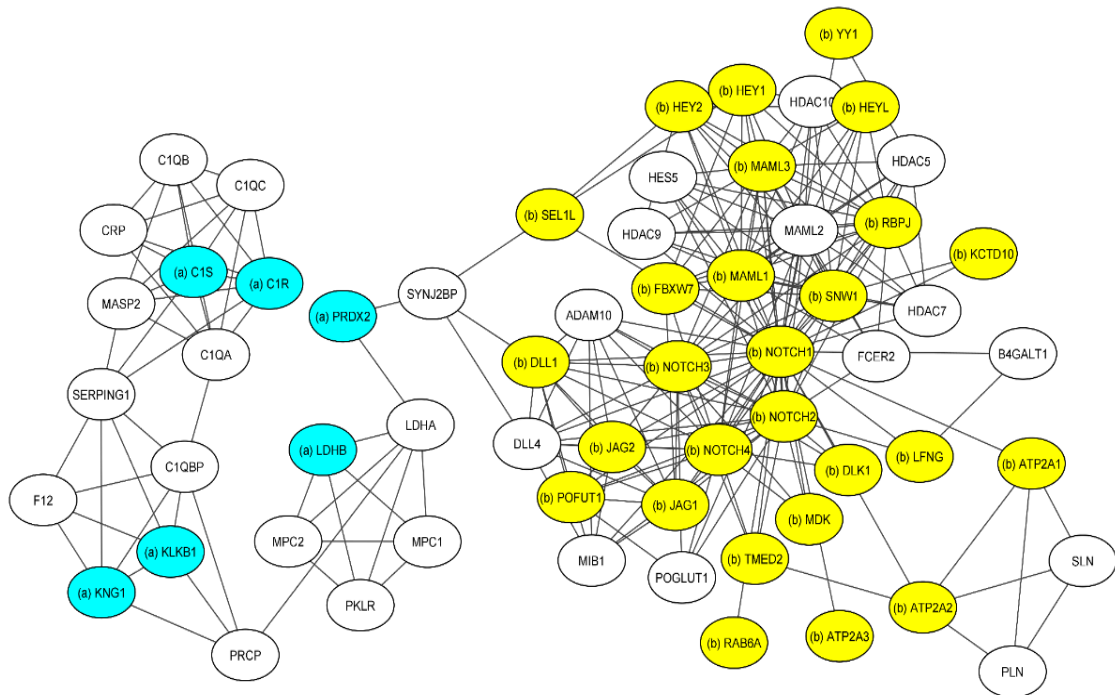 (b) YY1
(b) HEY1
(b) HEY2
HDAC10
(b) HEYL
C1QB
C1QC
HES5
(b) MAML3
HDAC5
CRP
(b) SEL1L
HDAC9
MAML2
(b) RBPJ
(b) KCTD10
(a) C1S
(a) C1R
MASP2
SYNJ2BP
(b) FBXW7
(b) MAML1
(b) SNW1
(a) PRDX2
ADAM10
HDAC7
C1QA
(b) DLL1
(b) NOTCH3
(b) NOTCH1
FCER2
B4GALT1
SERPING1
LDHA
(b) NOTCH2
C1QBP
(a) LDHB
DLL4
(b) JAG2
(b) NOTCH4
(b) DLK1
(b) LFNG
(b) ATP2A1
F12
(b) POFUT1
(b) JAG1
(b) MDK
(a) KLKB1
MPC2
MPC1
MIB1
POGLUT1
(b) TMED2
SLN
(a) KNG1
PKLR
(b) ATP2A2
(b) RAB6A
(b) ATP2A3
PRCP
PLN